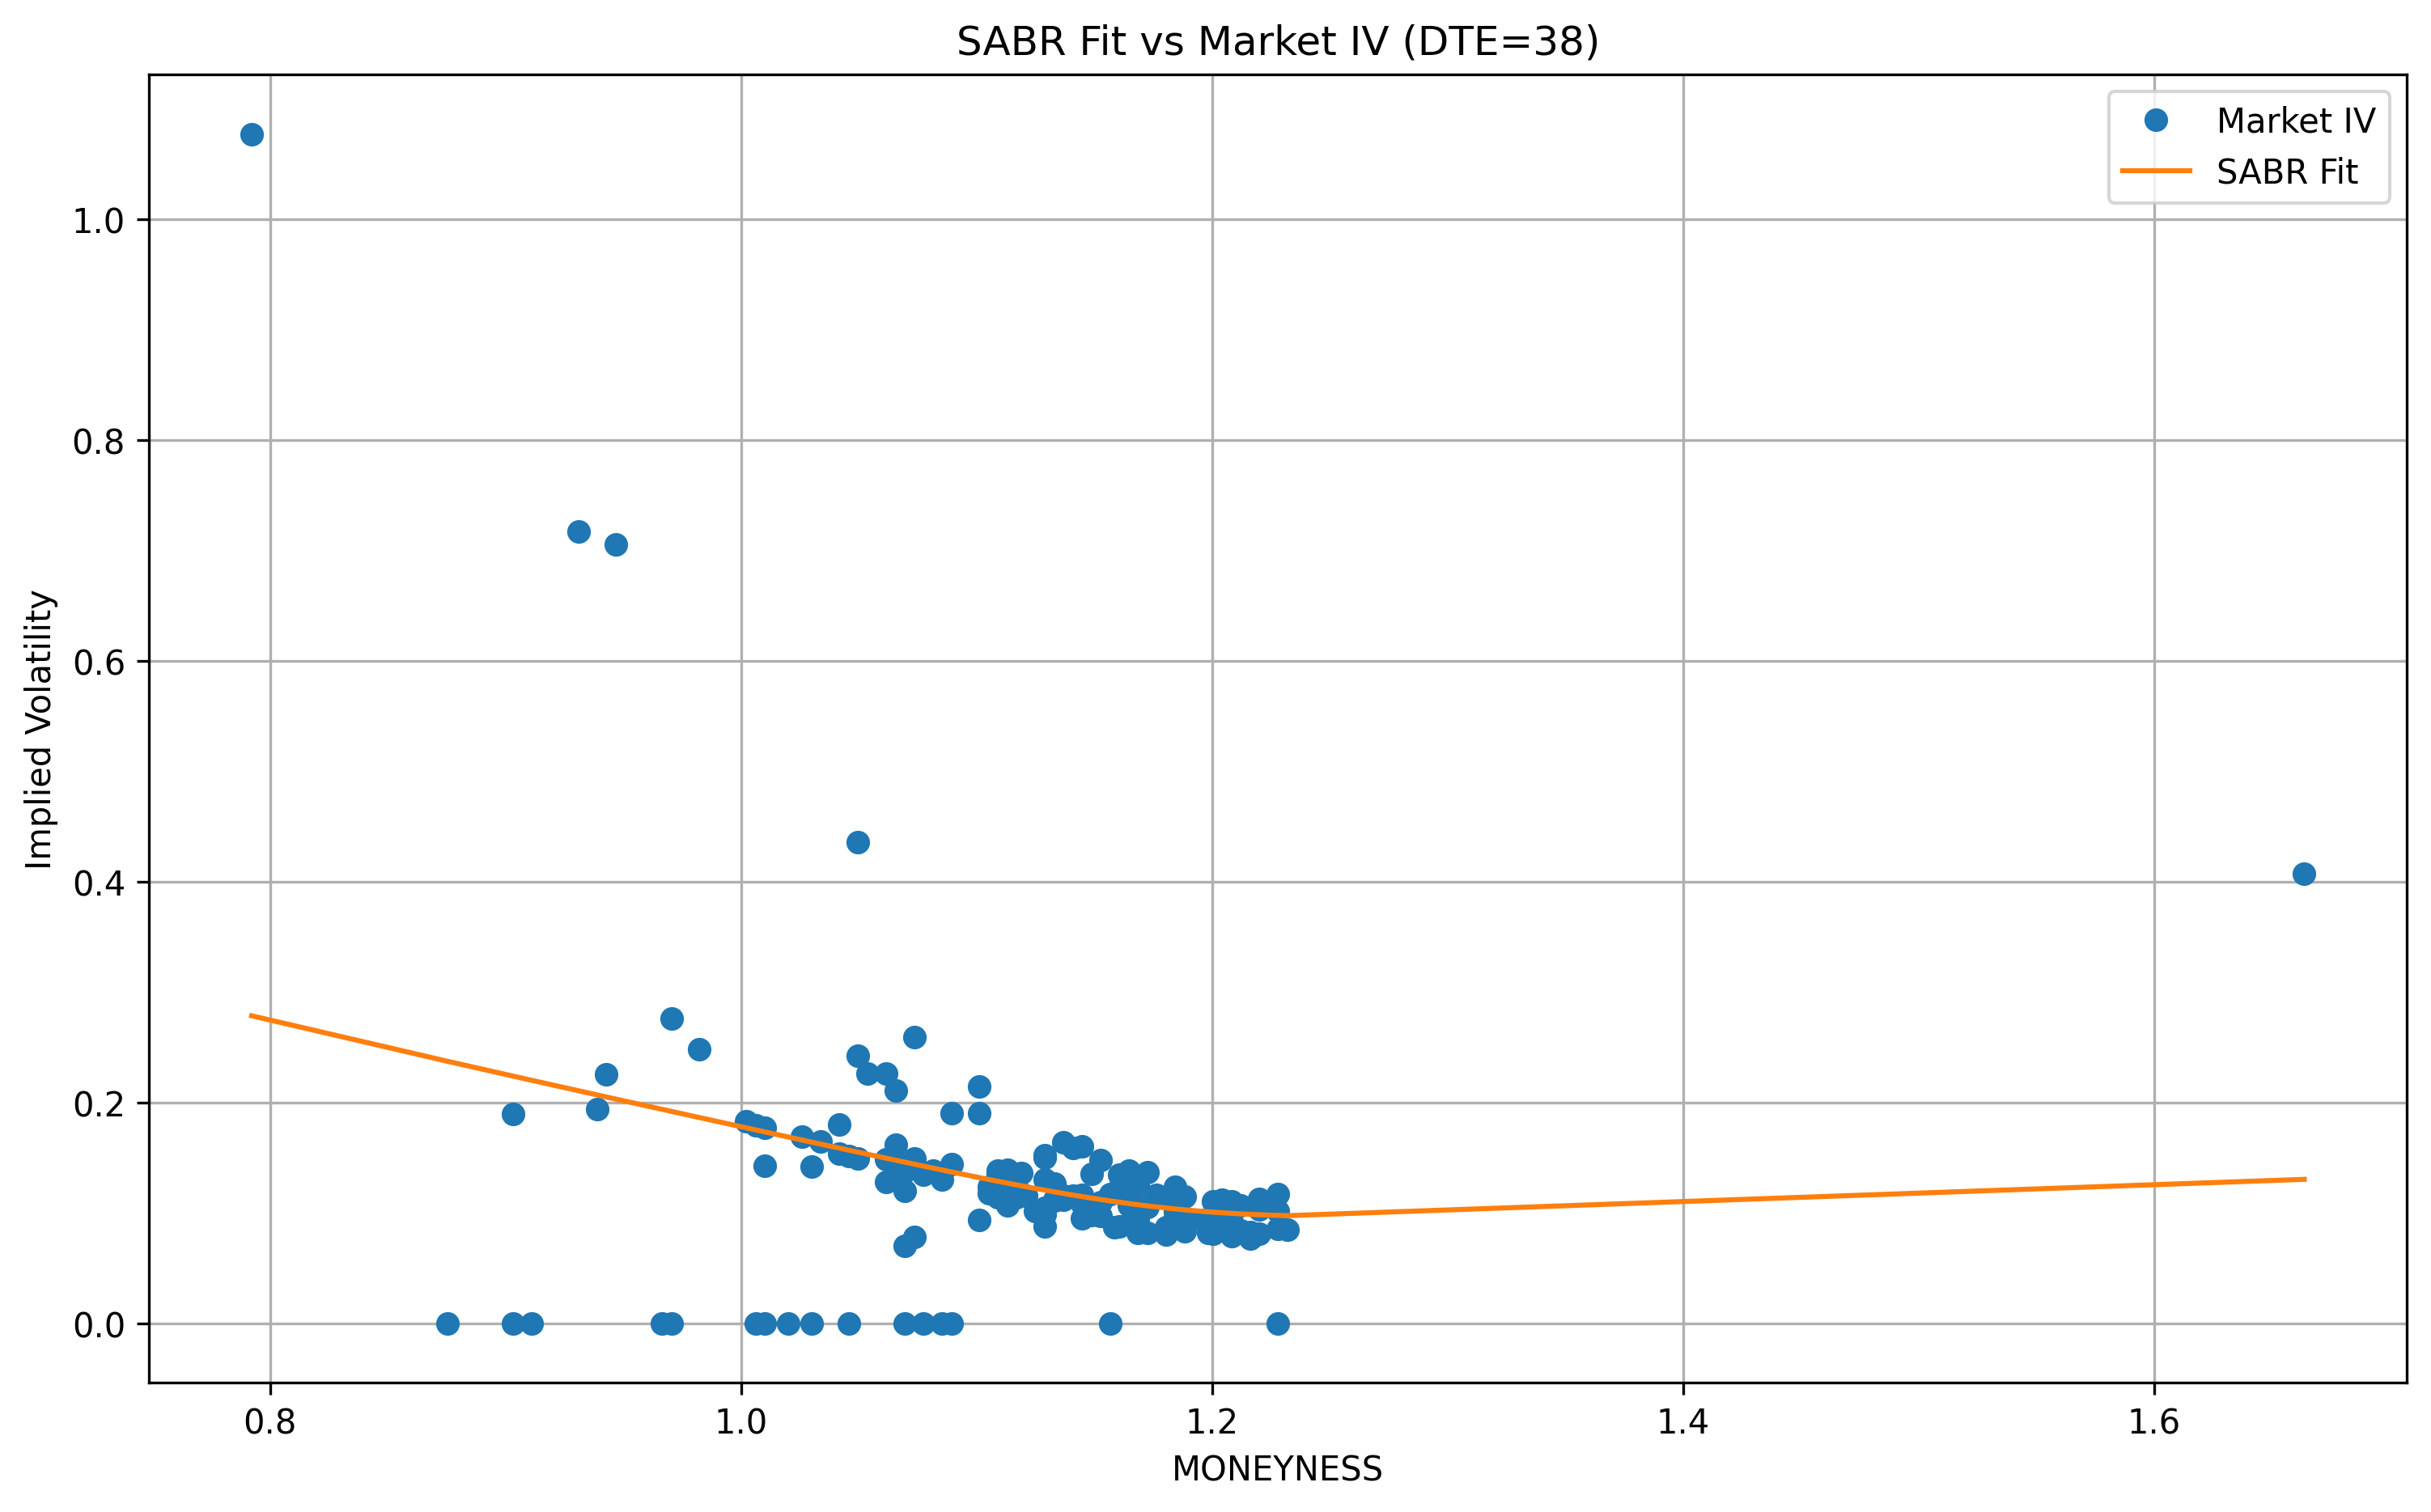 SABR Fit vs Market IV (DTE=38)
Market IV
SABR Fit
Implied Volatility
1.0
0.8
0.6
0.4
0.2
0.0
0.8 1.0 1.2 1.4 1.6
MONEYNESS